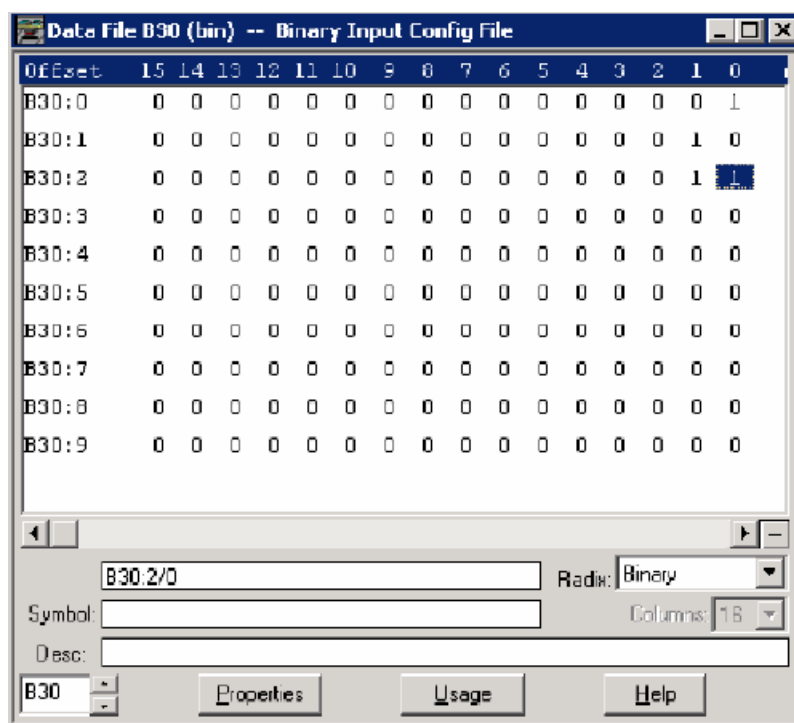 Data File B30 (bin) -- Binary Input Config File
Offset 15 14 13 12 11 10 9 8 7 6 5 4 3 2 1 0
B30:0 0 0 0 0 0 0 0 0 0 0 0 0 0 0 0 1
B30:1 0 0 0 0 0 0 0 0 0 0 0 0 0 0 1 0
B30:2 0 0 0 0 0 0 0 0 0 0 0 0 0 0 1 1
B30:3 0 0 0 0 0 0 0 0 0 0 0 0 0 0 0 0
B30:4 0 0 0 0 0 0 0 0 0 0 0 0 0 0 0 0
B30:5 0 0 0 0 0 0 0 0 0 0 0 0 0 0 0 0
B30:6 0 0 0 0 0 0 0 0 0 0 0 0 0 0 0 0
B30:7 0 0 0 0 0 0 0 0 0 0 0 0 0 0 0 0
B30:8 0 0 0 0 0 0 0 0 0 0 0 0 0 0 0 0
B30:9 0 0 0 0 0 0 0 0 0 0 0 0 0 0 0 0
B30:2/0 Radix: Binary
Symbol: Columns: 16
Desc:
B30 Properties Usage Help